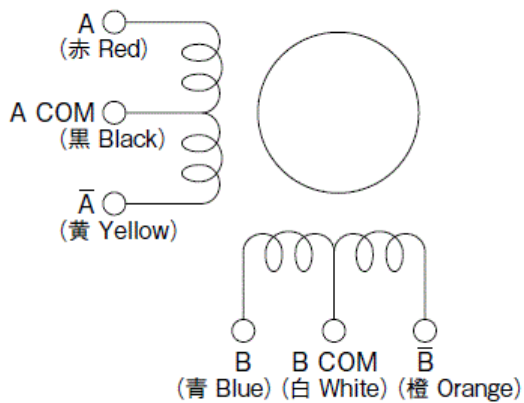 A
(赤 Red)
A COM
(黒 Black)
A̅
(黄 Yellow)
B
(青 Blue)
B COM
(白 White)
B̅
(橙 Orange)